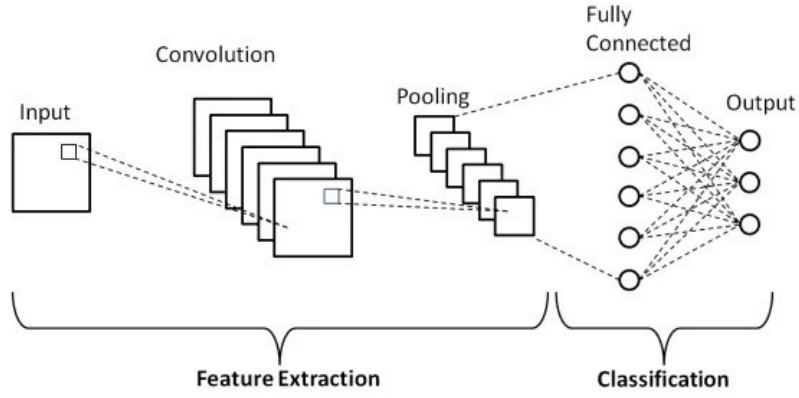 Fully
Connected
Convolution
Pooling
Output
Input
Feature Extraction
Classification